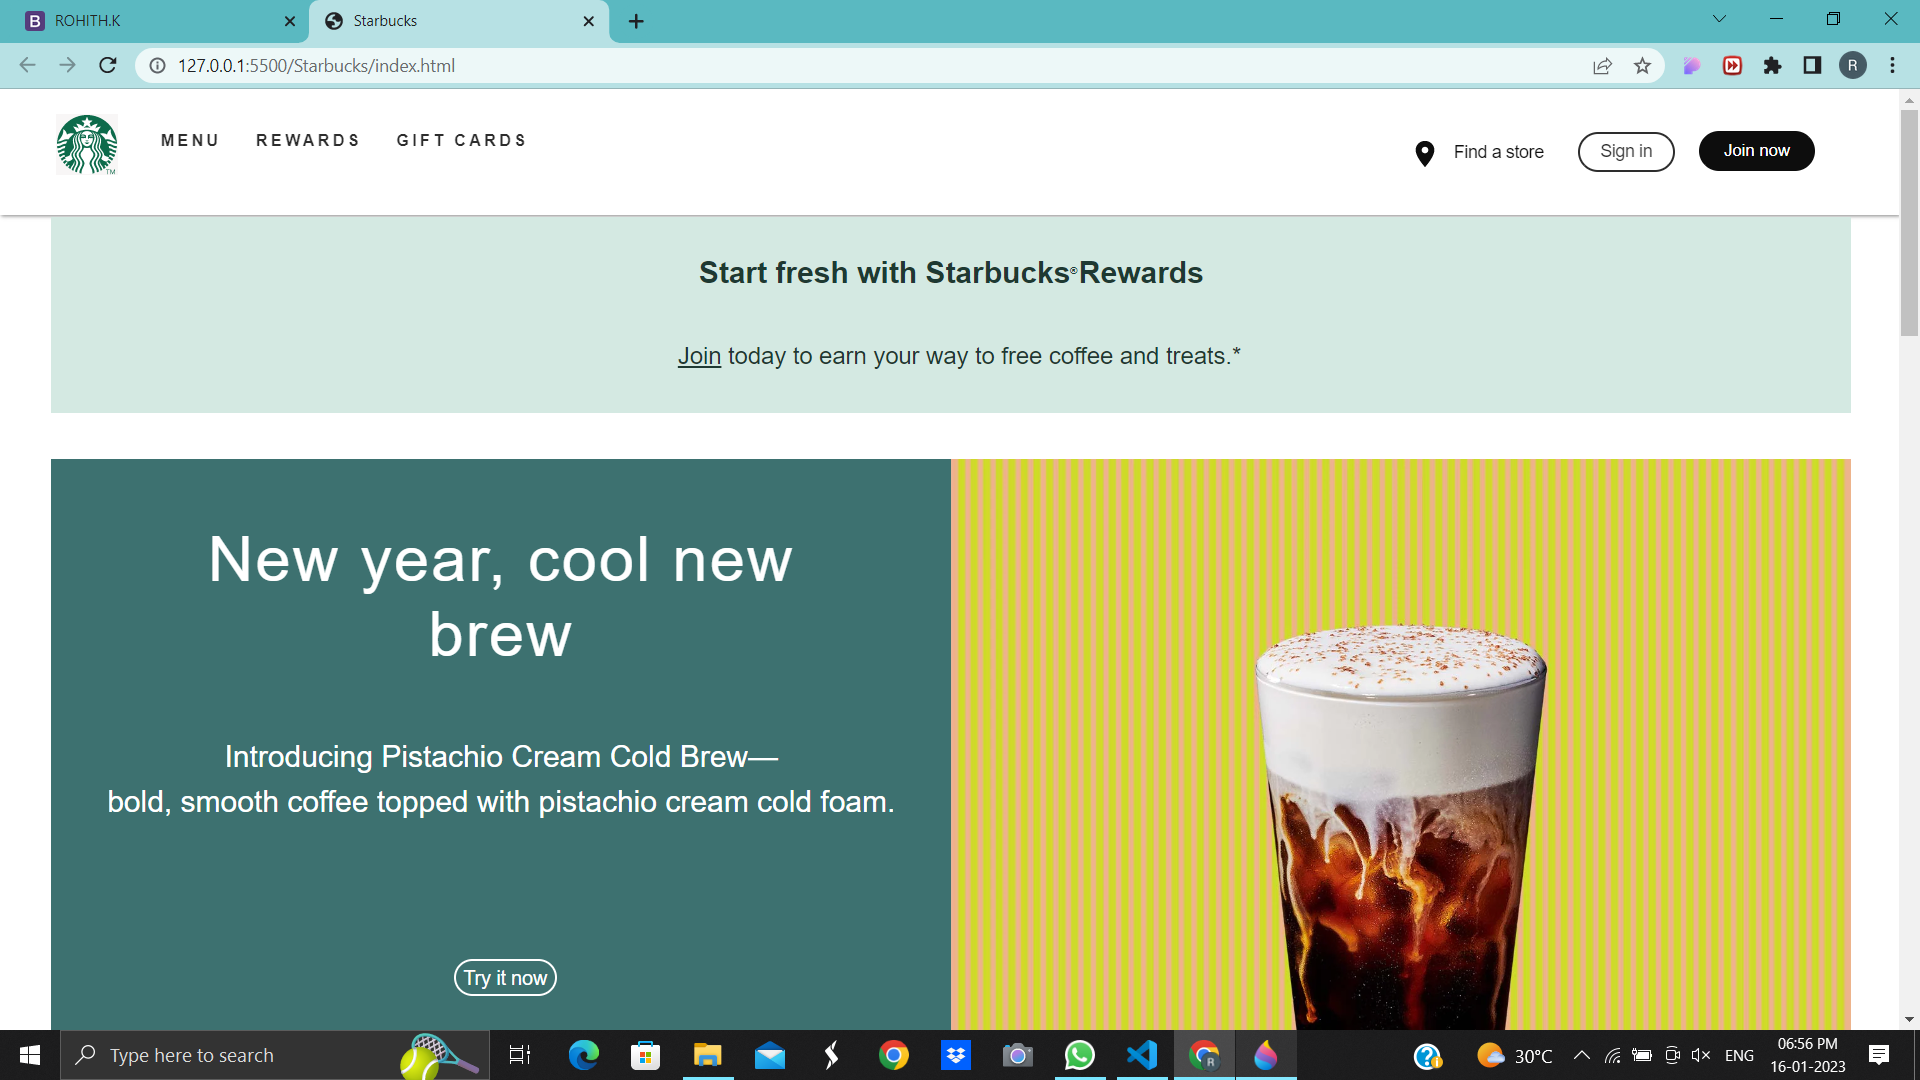 B ROHITH.K
Starbucks
127.0.0.1:5500/Starbucks/index.html
R
MENU REWARDS GIFT CARDS
Find a store
Sign in
Join now
TM
Start fresh with Starbucks®Rewards
Join today to earn your way to free coffee and treats.*
New year, cool new
brew
Introducing Pistachio Cream Cold Brew—
bold, smooth coffee topped with pistachio cream cold foam.
Try it now
Type here to search
R
30°C
ENG
06:56 PM
16-01-2023